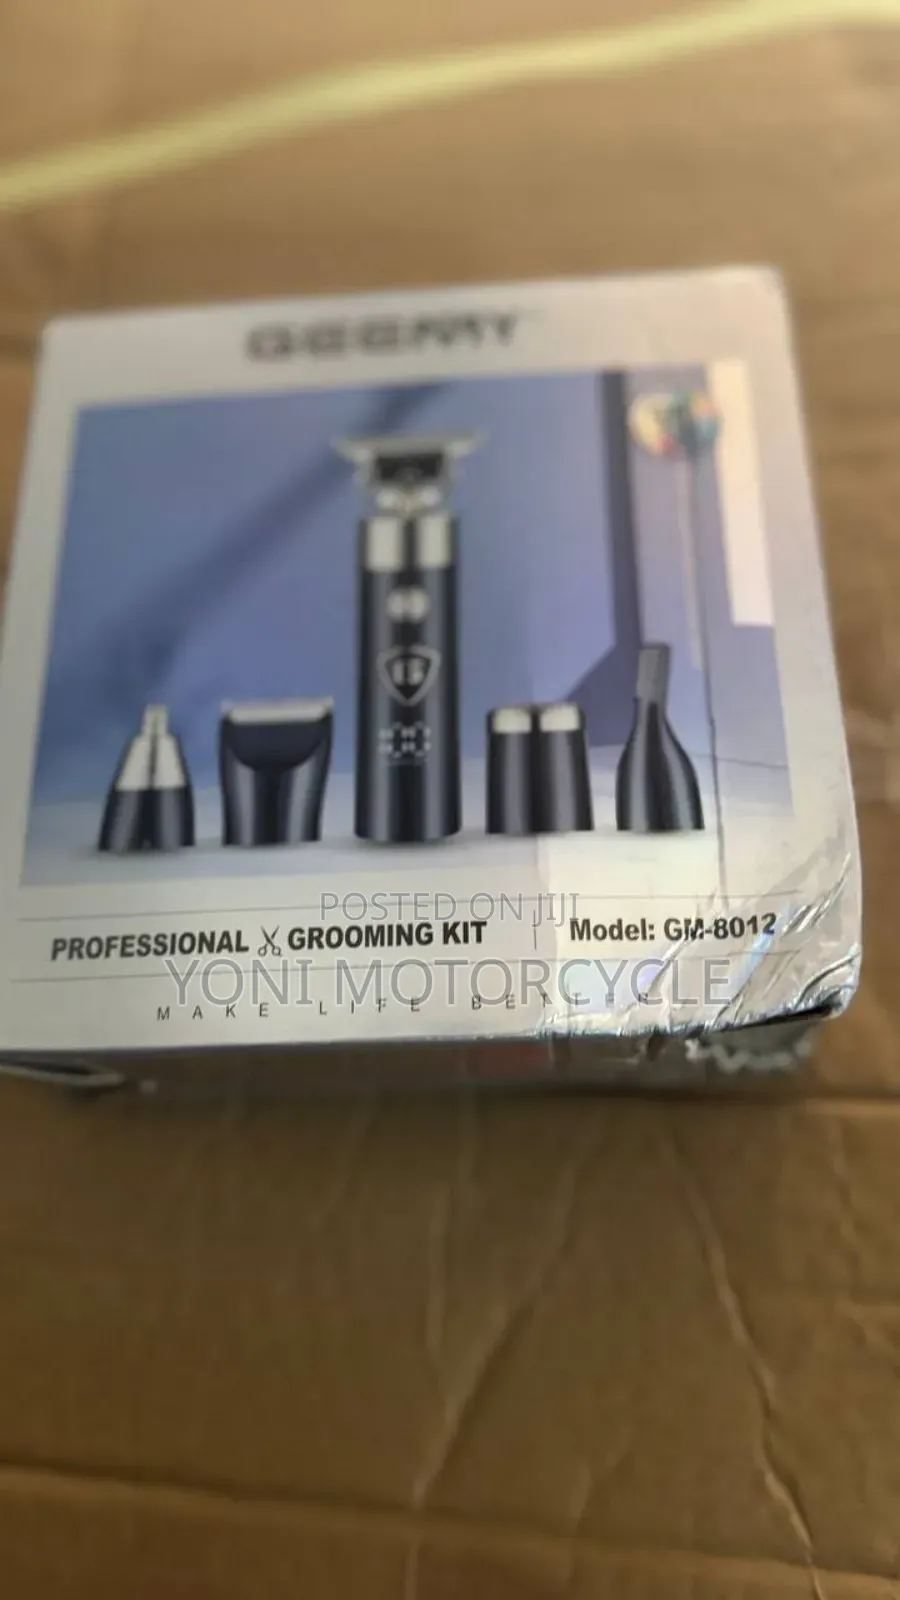 GEEMY
POSTED ON JIJI
PROFESSIONAL GROOMING KIT Model: GM-8012
YONI MOTORCYCLE
MAKE LIFE BETTER